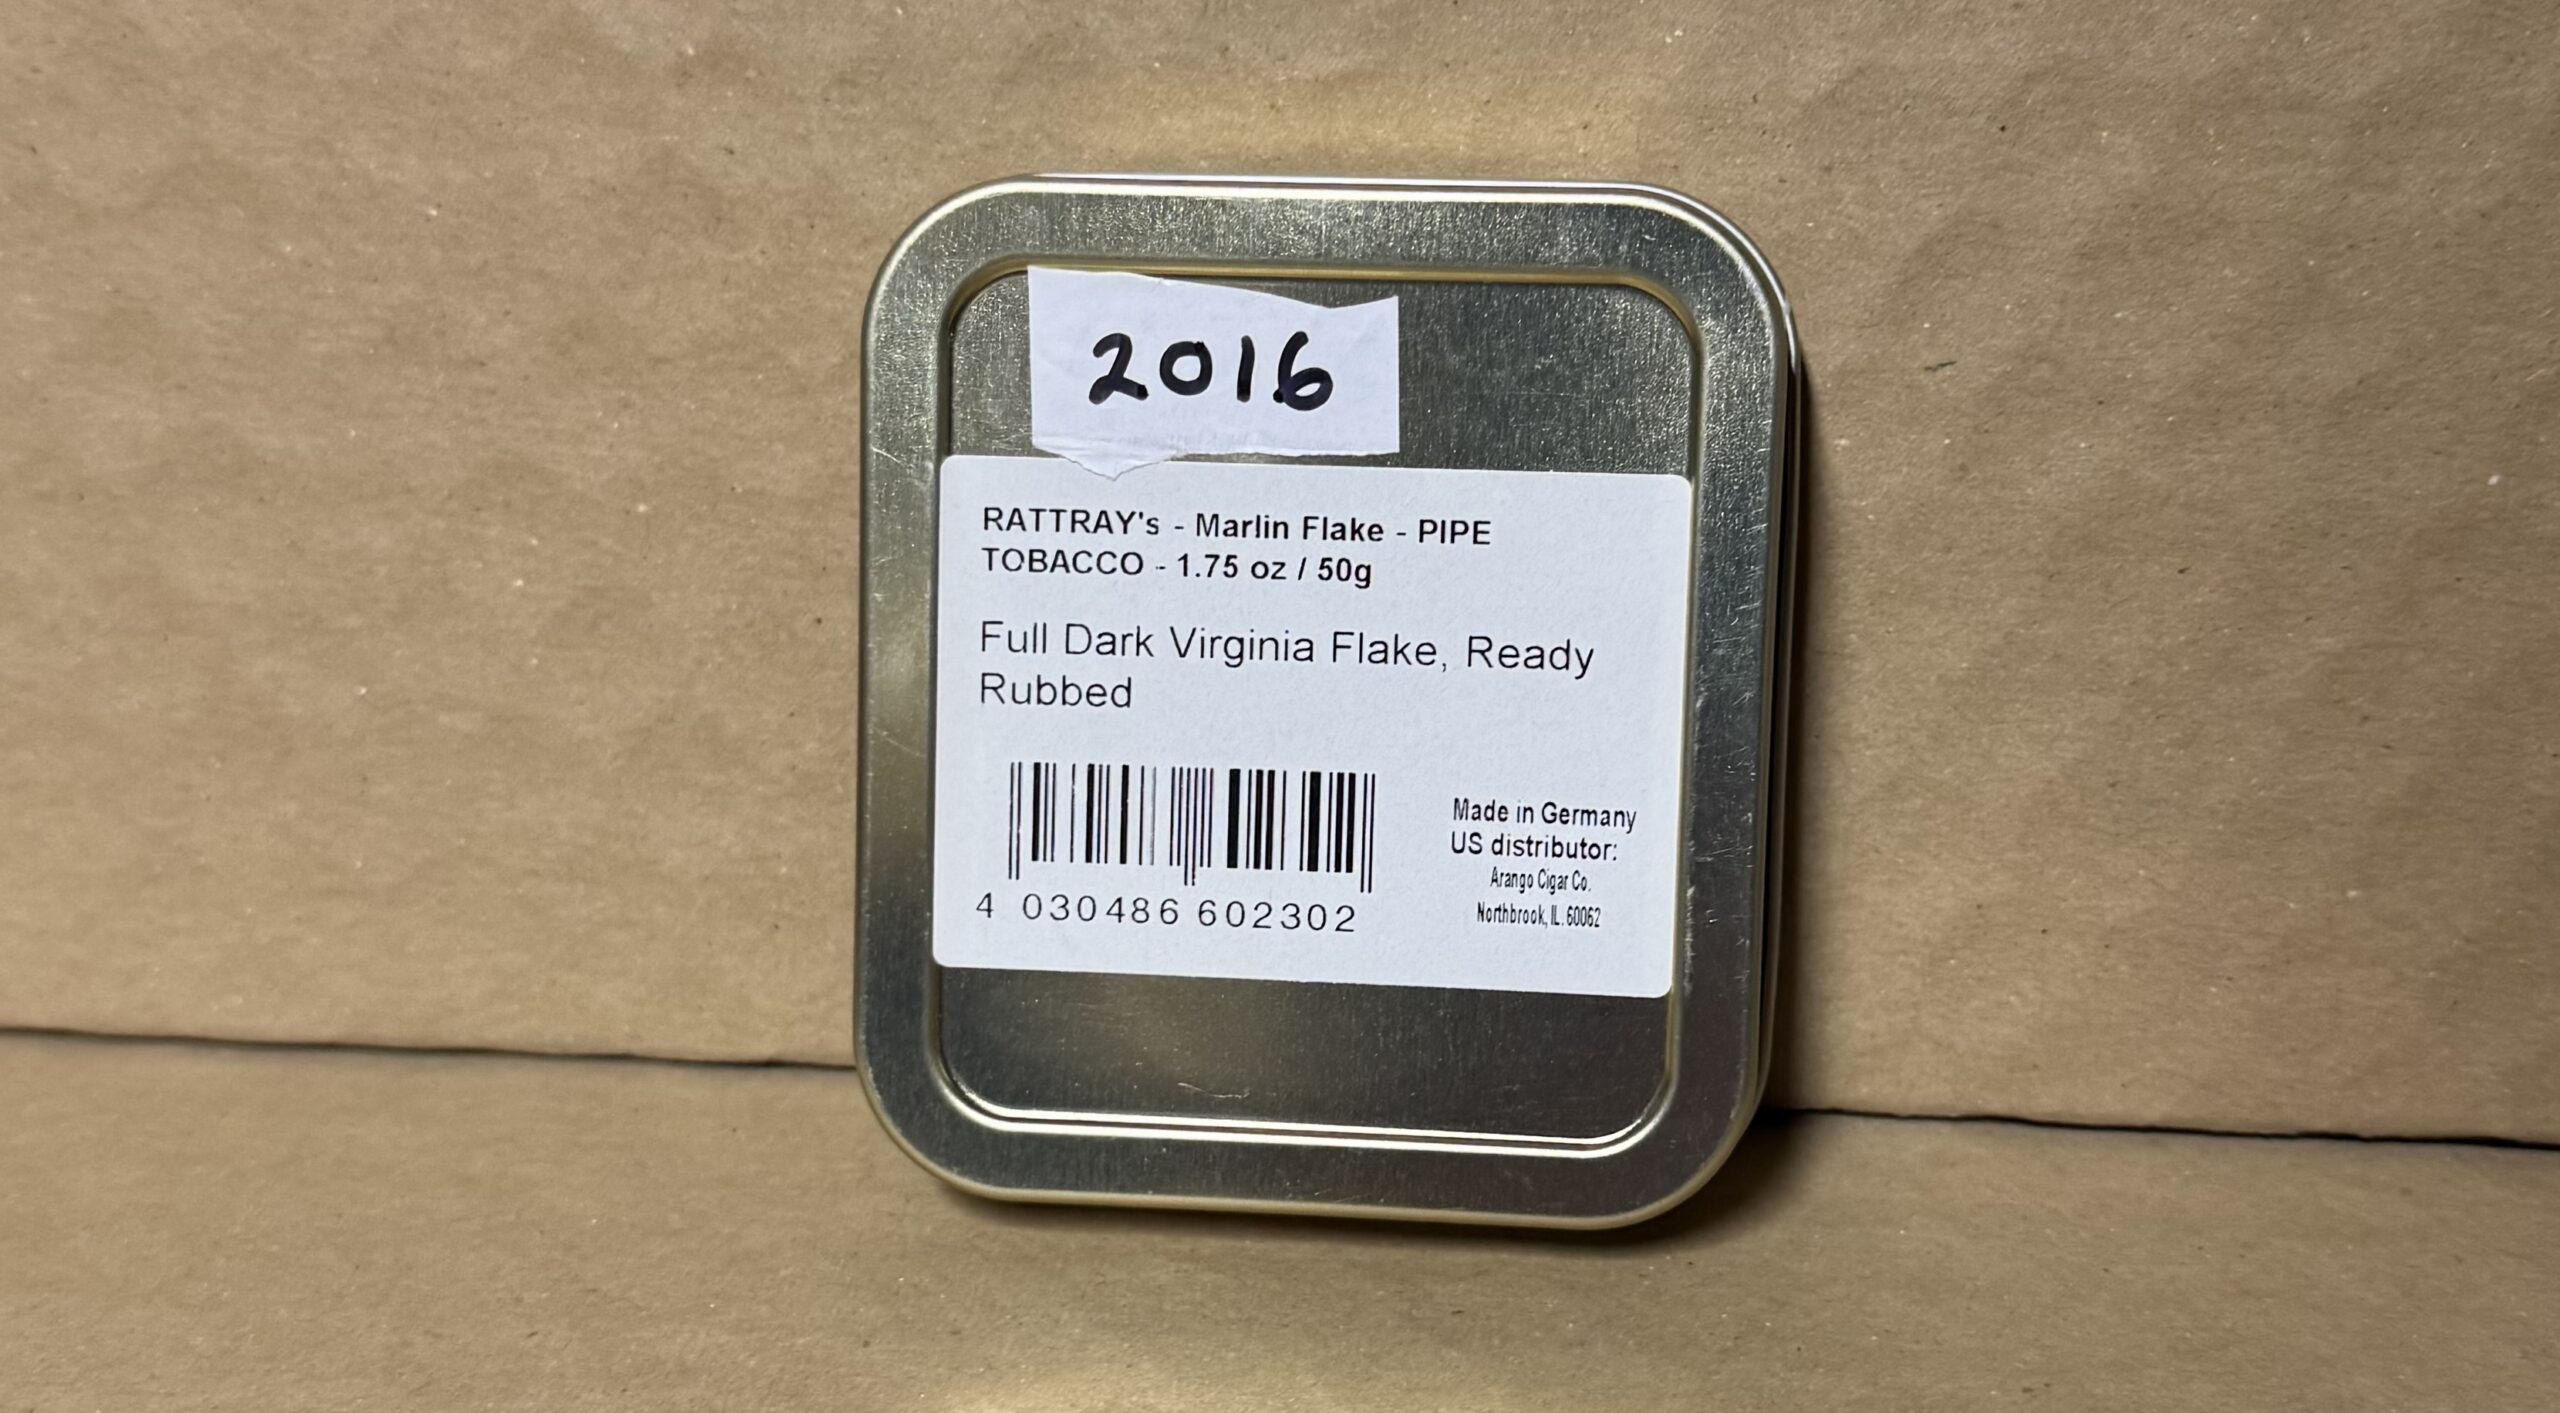 2016
RATTRAY's - Marlin Flake - PIPE
TOBACCO - 1.75 oz / 50g
Full Dark Virginia Flake, Ready
Rubbed
4 030486 602302
Made in Germany
US distributor:
Arango Cigar Co.
Northbrook, IL. 60062